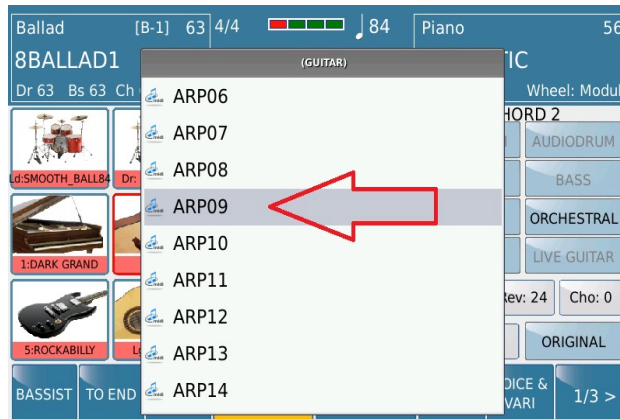 Ballad [B-1] 63 4/4 84 Piano 56
8BALLAD1 TIC
Dr 63 Bs 63 Ch Wheel: Modul
(GUITAR)
ARP06
ARP07
ARP08
ARP09
ARP10
ARP11
ARP12
ARP13
ARP14
Ld:SMOOTH_BALL84 Dr:
1:DARK GRAND
5:ROCKABILLY
HORD 2
AUDIODRUM
BASS
ORCHESTRAL
LIVE GUITAR
Rev: 24 Cho: 0
ORIGINAL
BASSIST TO END
OICE &
VARI
1/3 >